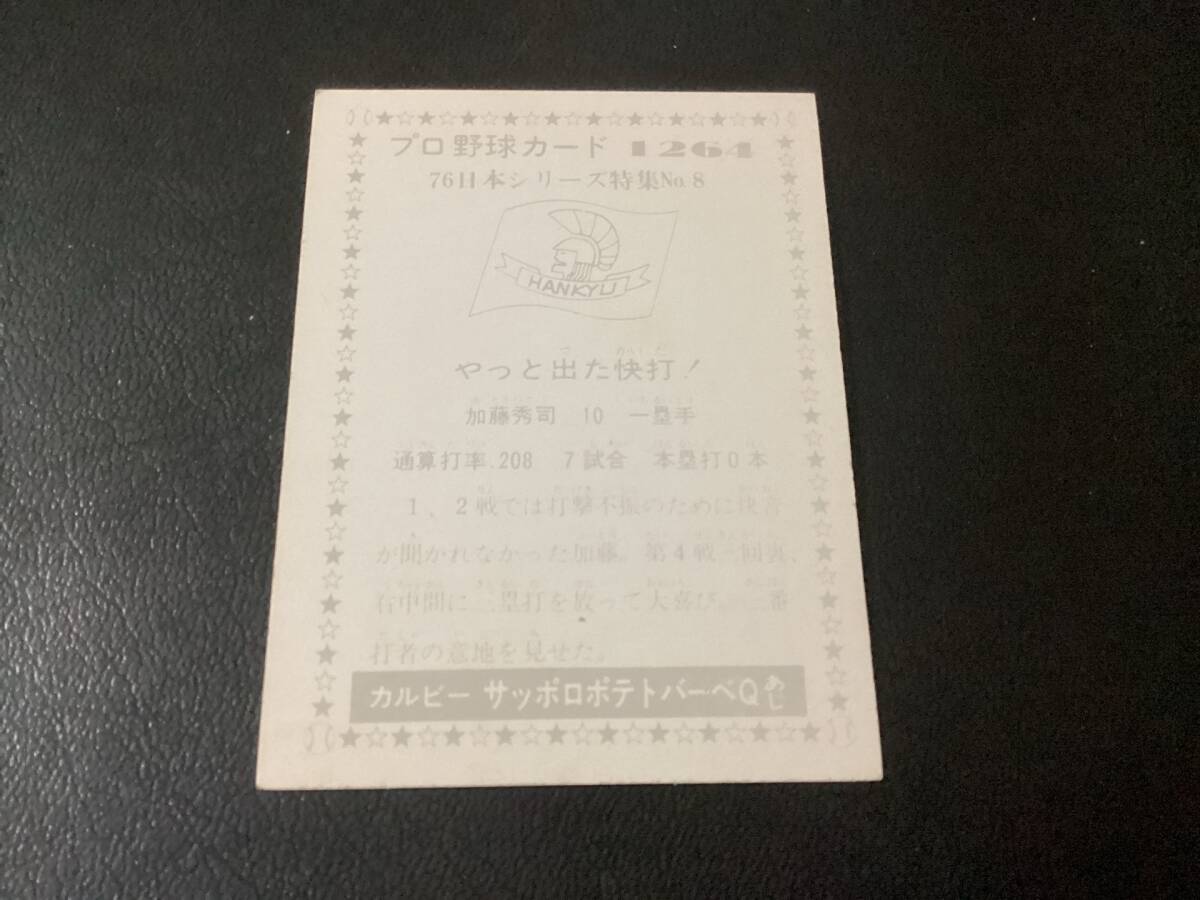 プロ野球カード 1264
76日本シリーズ特集No.8
HANKYU
やっと出た快打！
加藤秀司 10 一塁手
通算打率.208 7試合 本塁打0本
1、2戦では打撃不振のために快音
が聞かれなかった加藤。第4戦一回裏、
右中間に二塁打を放って大喜び。三番
打者の意地を見せた。
カルビー サッポロポテトバーベQあじ